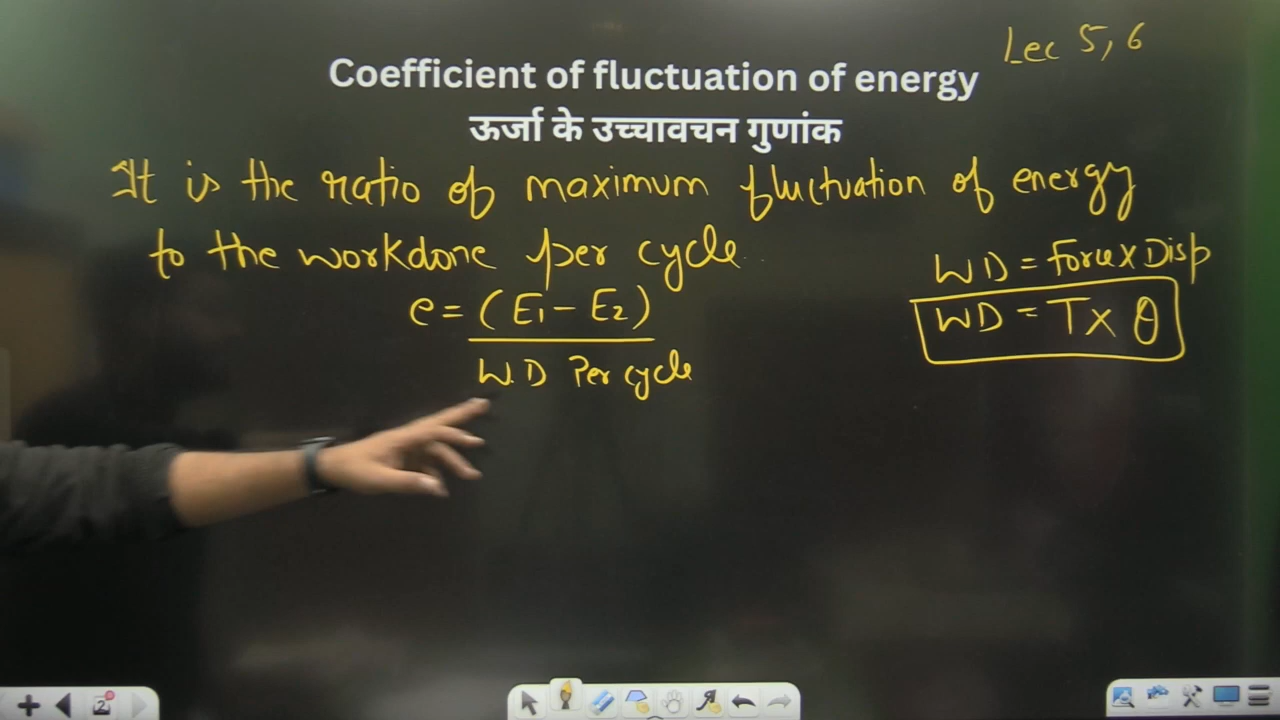 Lec 5, 6
Coefficient of fluctuation of energy
ऊर्जा के उच्चावचन गुणांक
It is the ratio of maximum fluctuation of energy
to the workdone per cycle.
e = (E1 - E2)
W.D Per cycle
WD = Force x Disp
WD = T x θ
2